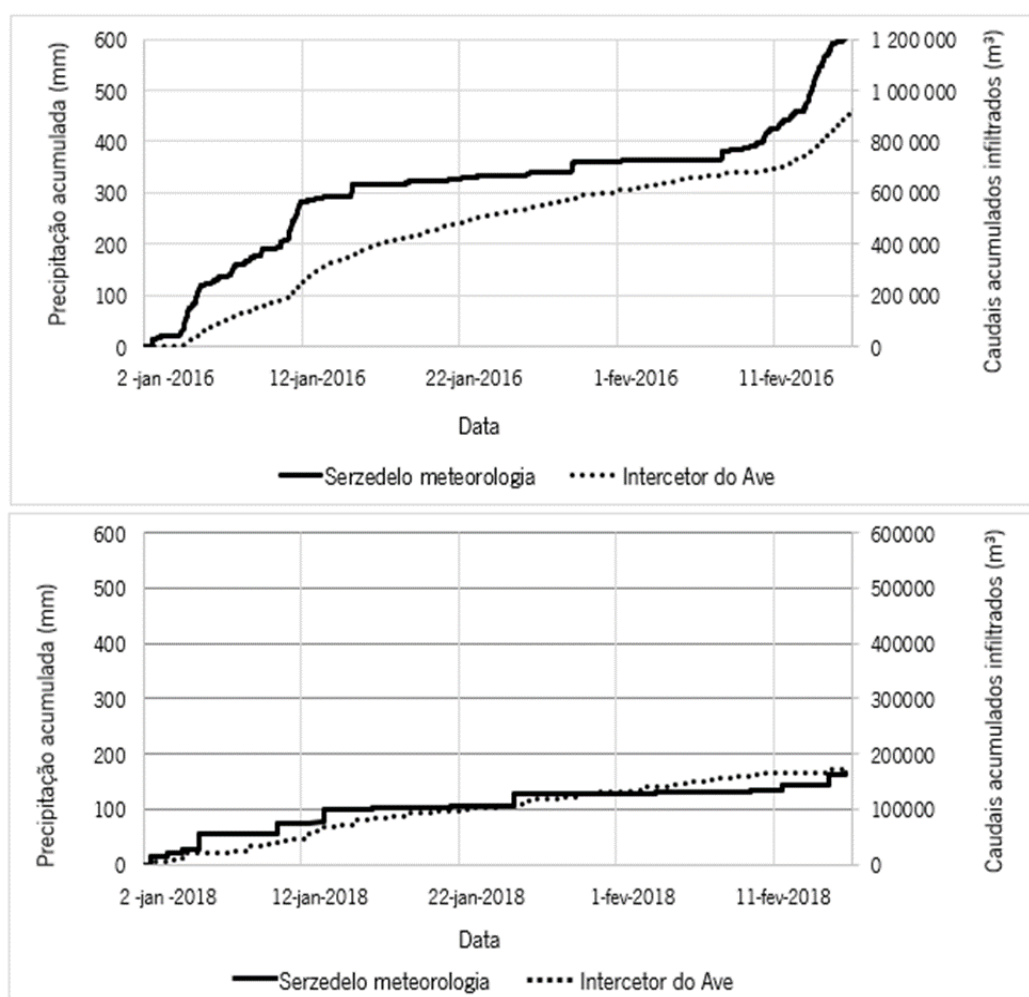 Precipitação acumulada (mm)
600
500
400
300
200
100
0
1 200 000
1 000 000
800 000
600 000
400 000
200 000
0
Caudais acumulados infiltrados (m³)
2 -jan -2016
12-jan-2016
22-jan-2016
1-fev-2016
11-fev-2016
Data
Serzedelo meteorologia
Intercetor do Ave
Precipitação acumulada (mm)
600
500
400
300
200
100
0
600000
500000
400000
300000
200000
100000
0
Caudais acumulados infiltrados (m³)
2 -jan -2018
12-jan-2018
22-jan-2018
1-fev-2018
11-fev-2018
Data
Serzedelo meteorologia
Intercetor do Ave